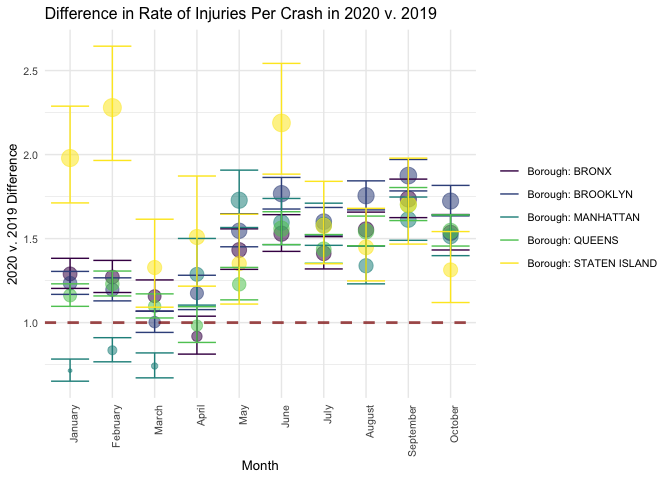 Difference in Rate of Injuries Per Crash in 2020 v. 2019
2020 v. 2019 Difference
2.5
2.0
1.5
1.0
January
February
March
April
May
June
July
August
September
October
Month
Borough: BRONX
Borough: BROOKLYN
Borough: MANHATTAN
Borough: QUEENS
Borough: STATEN ISLAND